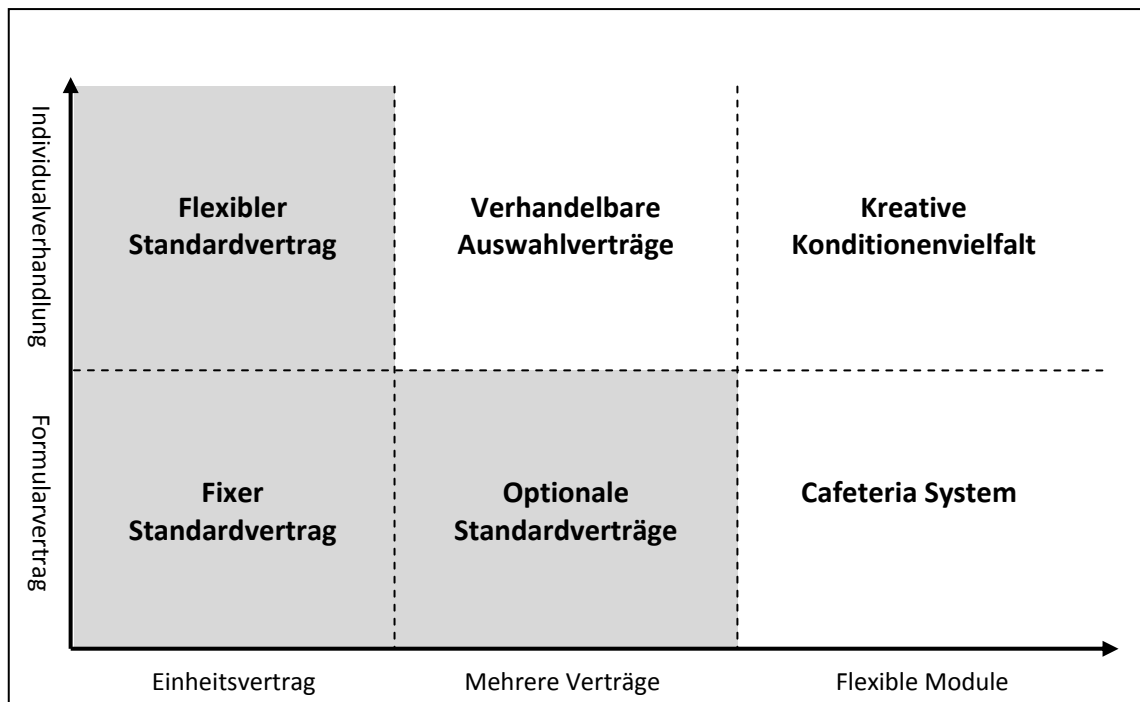 Individualverhandlung
Flexibler
Standardvertrag
Verhandelbare
Auswahlverträge
Kreative
Konditionenvielfalt
Formularvertrag
Fixer
Standardvertrag
Optionale
Standardverträge
Cafeteria System
Einheitsvertrag
Mehrere Verträge
Flexible Module